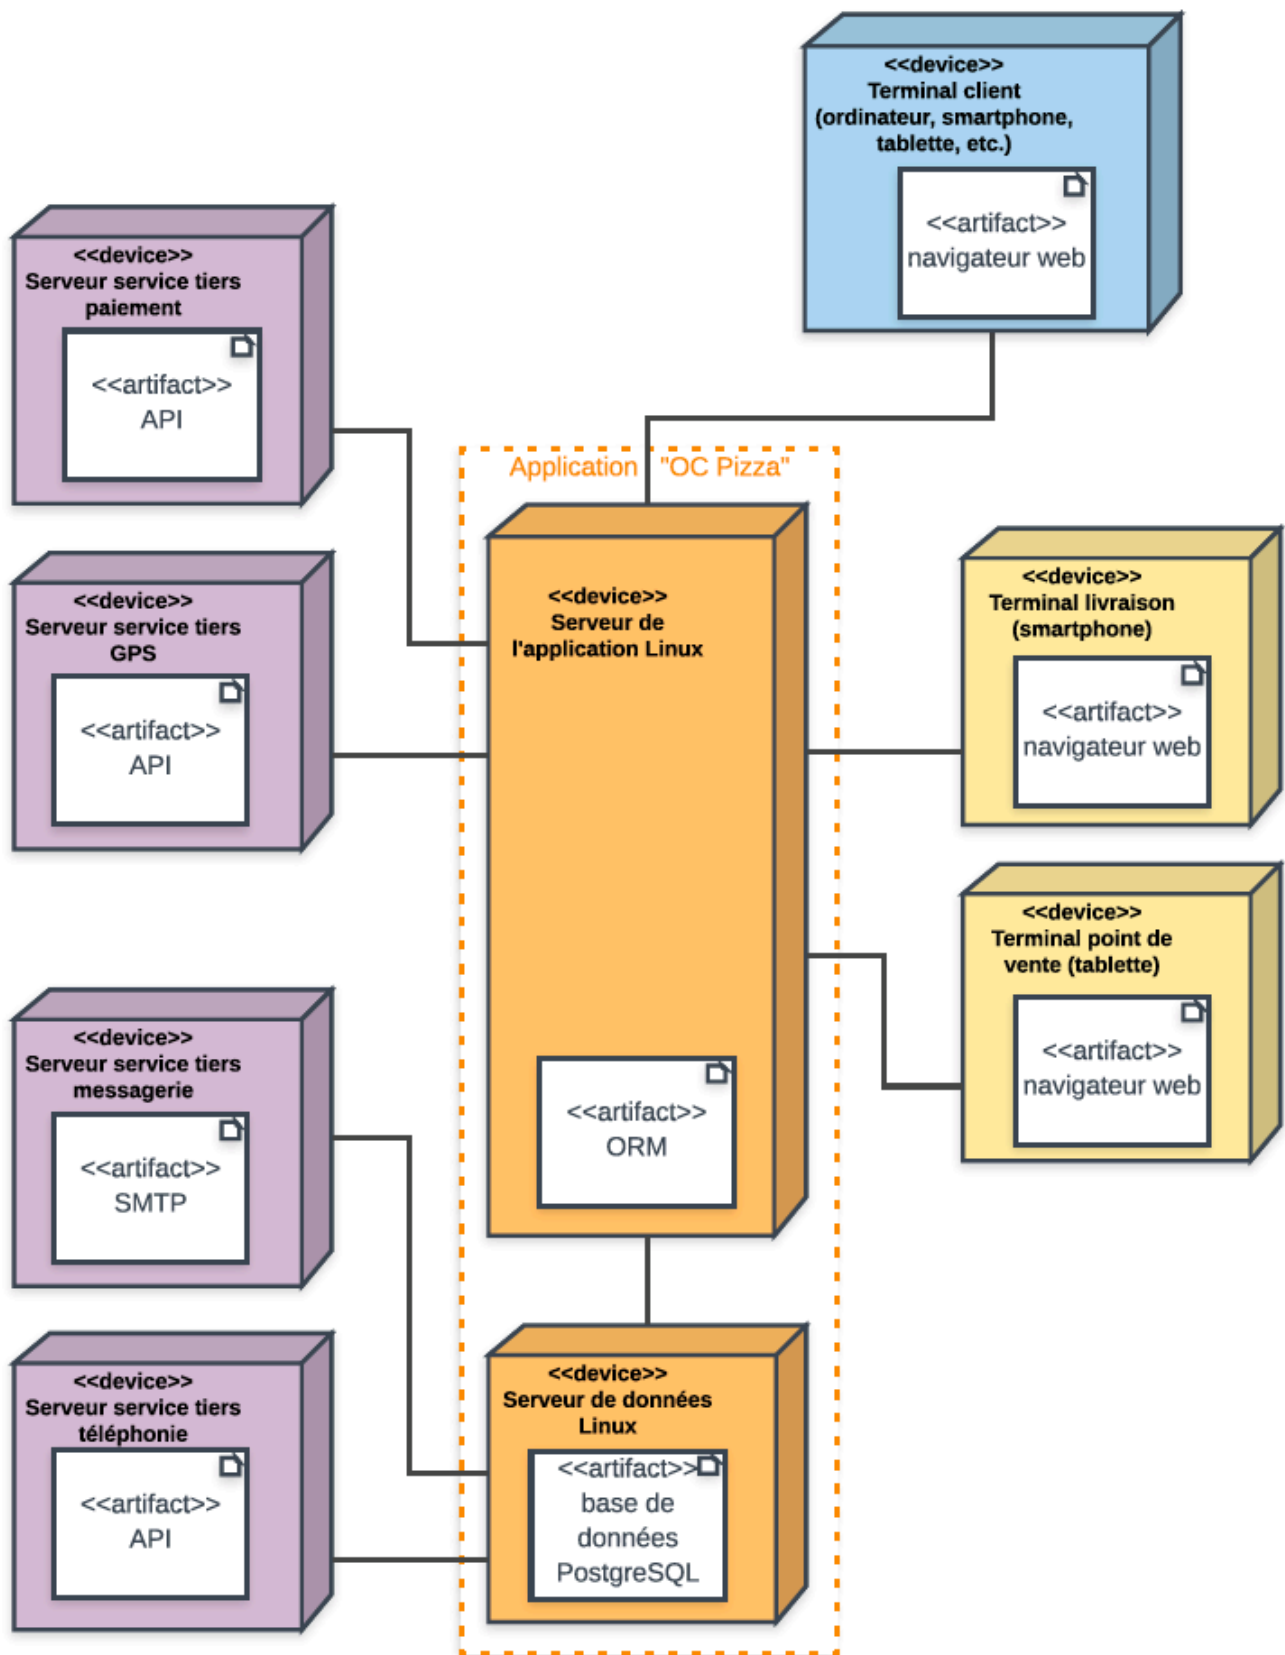 <<device>>
Terminal client
(ordinateur, smartphone,
tablette, etc.)
<<artifact>>
navigateur web
<<device>>
Serveur service tiers
paiement
<<artifact>>
API
Application "OC Pizza"
<<device>>
Serveur service tiers
GPS
<<artifact>>
API
<<device>>
Serveur de
l'application Linux
<<artifact>>
ORM
<<device>>
Terminal livraison
(smartphone)
<<artifact>>
navigateur web
<<device>>
Terminal point de
vente (tablette)
<<artifact>>
navigateur web
<<device>>
Serveur service tiers
messagerie
<<artifact>>
SMTP
<<device>>
Serveur service tiers
téléphonie
<<artifact>>
API
<<device>>
Serveur de données
Linux
<<artifact>>
base de
données
PostgreSQL